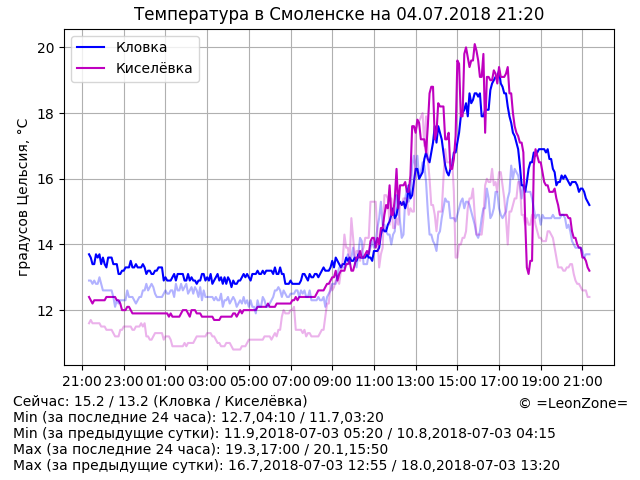 Температура в Смоленске на 04.07.2018 21:20
градусов Цельсия, °C
Кловка
Киселёвка
20
18
16
14
12
21:00 23:00 01:00 03:00 05:00 07:00 09:00 11:00 13:00 15:00 17:00 19:00 21:00
Сейчас: 15.2 / 13.2 (Кловка / Киселёвка)
© =LeonZone=
Min (за последние 24 часа): 12.7,04:10 / 11.7,03:20
Min (за предыдущие сутки): 11.9,2018-07-03 05:20 / 10.8,2018-07-03 04:15
Max (за последние 24 часа): 19.3,17:00 / 20.1,15:50
Max (за предыдущие сутки): 16.7,2018-07-03 12:55 / 18.0,2018-07-03 13:20